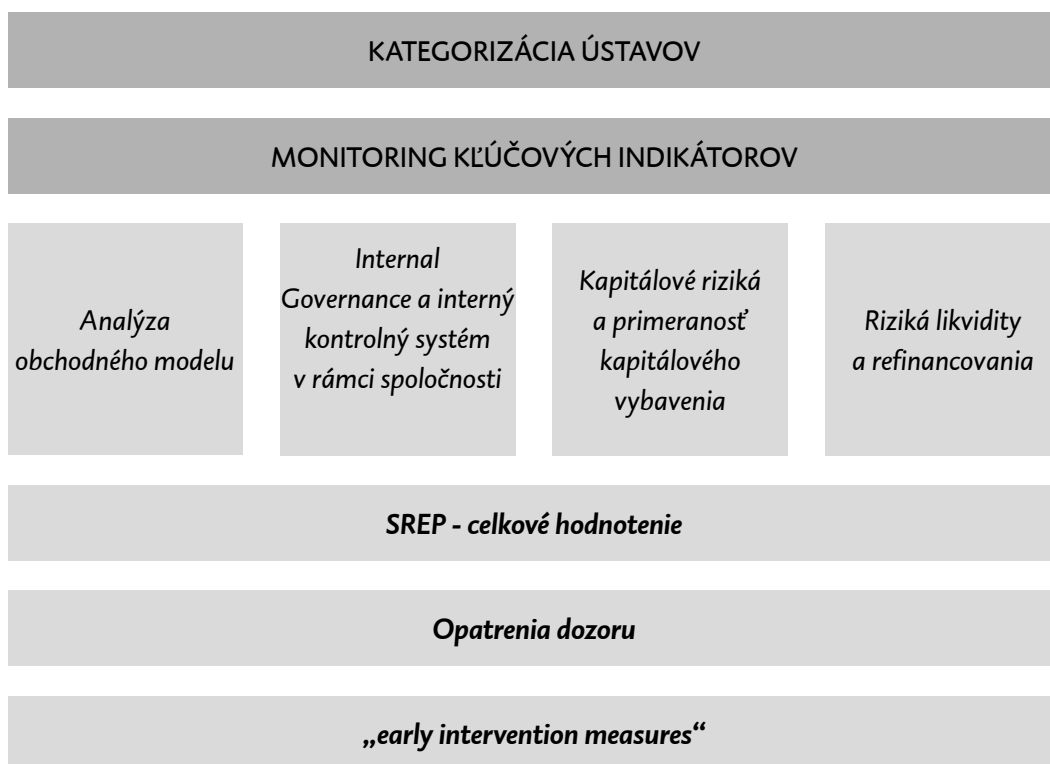 KATEGORIZÁCIA ÚSTAVOV
MONITORING KĽÚČOVÝCH INDIKÁTOROV
Analýza
obchodného modelu
Internal
Governance a interný
kontrolný systém
v rámci spoločnosti
Kapitálové riziká
a primeranosť
kapitálového
vybavenia
Riziká likvidity
a refinancovania
SREP - celkové hodnotenie
Opatrenia dozoru
„early intervention measures“